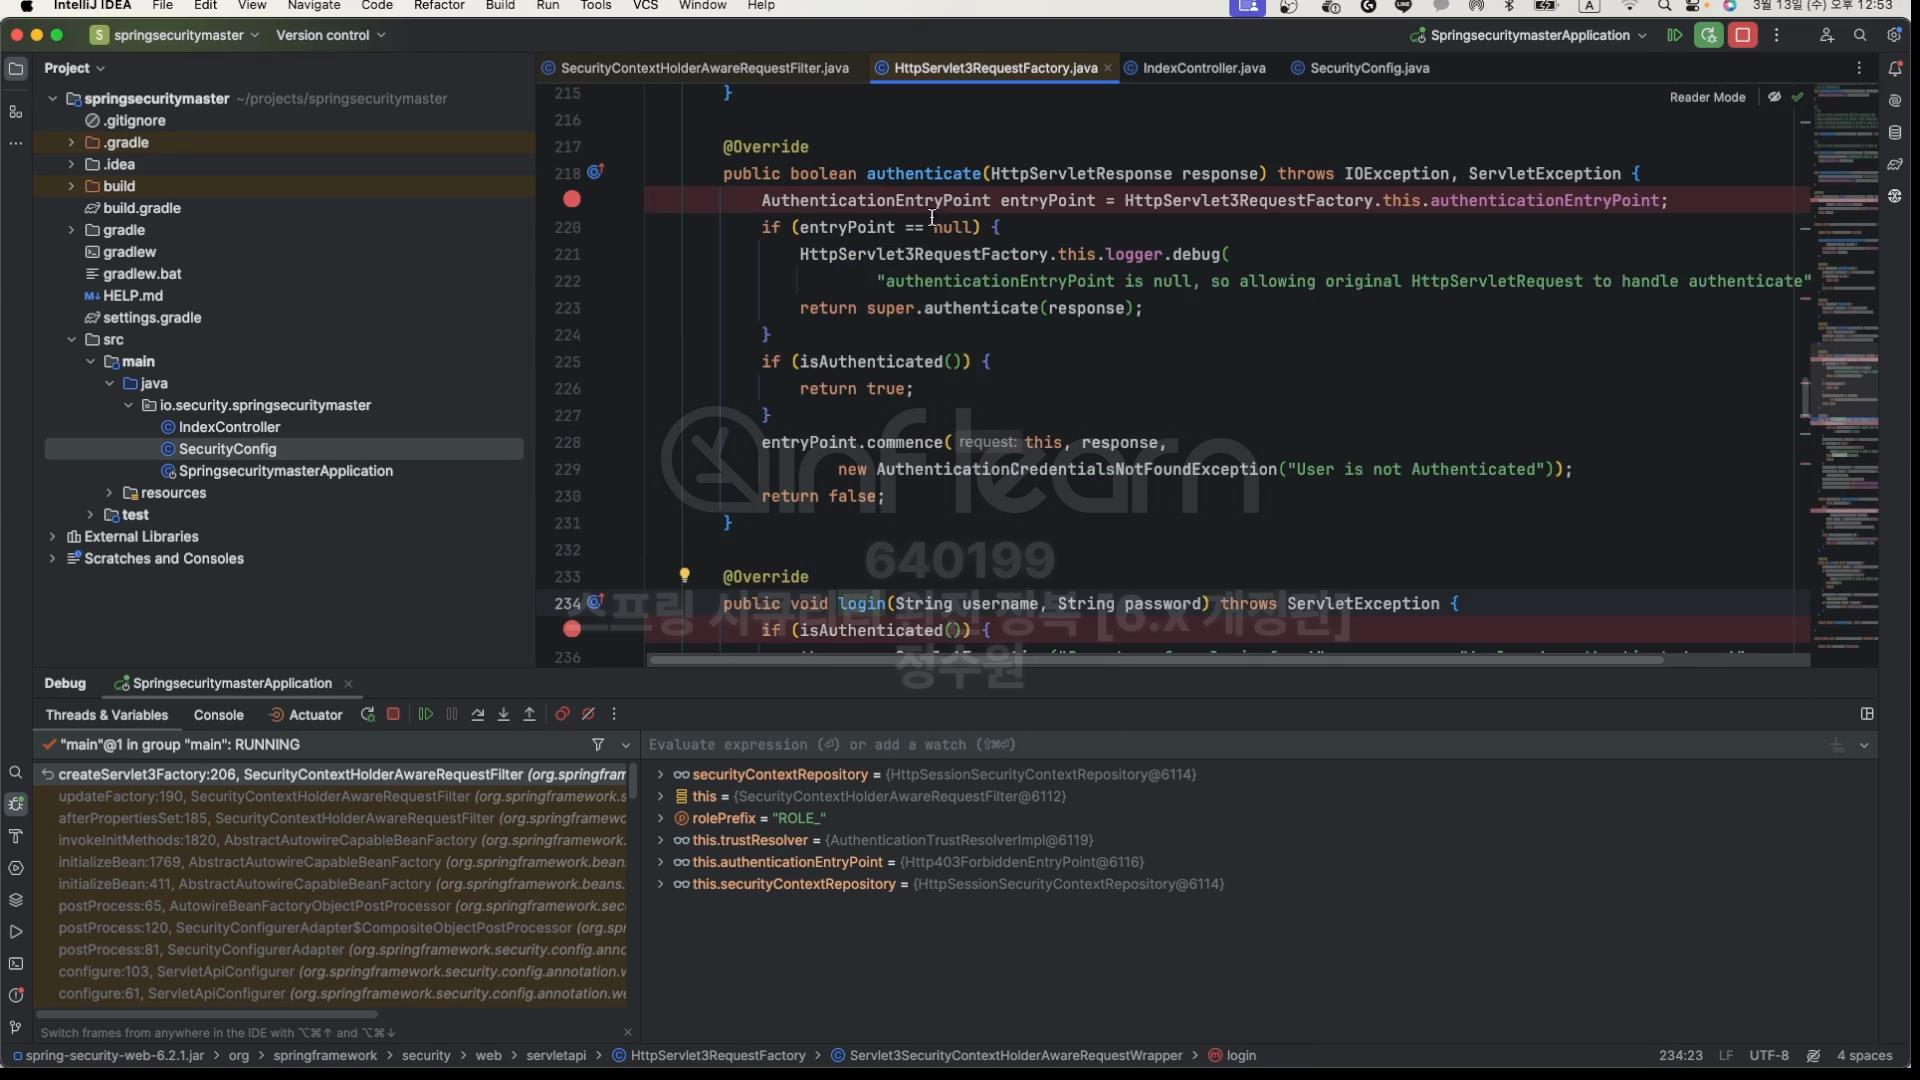 IntelliJ IDEA File Edit View Navigate Code Refactor Build Run Tools VCS Window Help A 3월 13일 (수) 오후 12:53
S springsecuritymaster Version control SpringsecuritymasterApplication
Project
SecurityContextHolderAwareRequestFilter.java HttpServlet3RequestFactory.java IndexController.java SecurityConfig.java
Reader Mode
springsecuritymaster ~/projects/springsecuritymaster
.gitignore
.gradle
.idea
build
build.gradle
gradle
gradlew
gradlew.bat
M↓ HELP.md
settings.gradle
src
main
java
io.security.springsecuritymaster
IndexController
SecurityConfig
SpringsecuritymasterApplication
resources
test
External Libraries
Scratches and Consoles
215 }
216
217 @Override
218 public boolean authenticate(HttpServletResponse response) throws IOException, ServletException {
AuthenticationEntryPoint entryPoint = HttpServlet3RequestFactory.this.authenticationEntryPoint;
220 if (entryPoint == null) {
221 HttpServlet3RequestFactory.this.logger.debug(
222 "authenticationEntryPoint is null, so allowing original HttpServletRequest to handle authenticate"
223 return super.authenticate(response);
224 }
225 if (isAuthenticated()) {
226 return true;
227 }
228 entryPoint.commence( request: this, response,
229 new AuthenticationCredentialsNotFoundException("User is not Authenticated"));
230 return false;
231 }
232
233 @Override
234 public void login(String username, String password) throws ServletException {
if (isAuthenticated()) {
236
inflearn
640199
스프링 시큐리티 완전 정복 [6.x 개정판]
정수원
Debug SpringsecuritymasterApplication
Threads & Variables Console Actuator
"main"@1 in group "main": RUNNING
Evaluate expression (⏎) or add a watch (⇧⌘⏎)
createServlet3Factory:206, SecurityContextHolderAwareRequestFilter (org.springfram
updateFactory:190, SecurityContextHolderAwareRequestFilter (org.springframework.s
afterPropertiesSet:185, SecurityContextHolderAwareRequestFilter (org.springframew
invokeInitMethods:1820, AbstractAutowireCapableBeanFactory (org.springframework
initializeBean:1769, AbstractAutowireCapableBeanFactory (org.springframework.bean
initializeBean:411, AbstractAutowireCapableBeanFactory (org.springframework.beans.
postProcess:65, AutowireBeanFactoryObjectPostProcessor (org.springframework.sec
postProcess:120, SecurityConfigurerAdapter$CompositeObjectPostProcessor (org.spr
postProcess:81, SecurityConfigurerAdapter (org.springframework.security.config.anno
configure:103, ServletApiConfigurer (org.springframework.security.config.annotation.w
configure:61, ServletApiConfigurer (org.springframework.security.config.annotation.we
securityContextRepository = {HttpSessionSecurityContextRepository@6114}
this = {SecurityContextHolderAwareRequestFilter@6112}
rolePrefix = "ROLE_"
this.trustResolver = {AuthenticationTrustResolverImpl@6119}
this.authenticationEntryPoint = {Http403ForbiddenEntryPoint@6116}
this.securityContextRepository = {HttpSessionSecurityContextRepository@6114}
Switch frames from anywhere in the IDE with ⌥⌘↑ and ⌥⌘↓
spring-security-web-6.2.1.jar > org > springframework > security > web > servletapi > HttpServlet3RequestFactory > Servlet3SecurityContextHolderAwareRequestWrapper > login 234:23 LF UTF-8 4 spaces